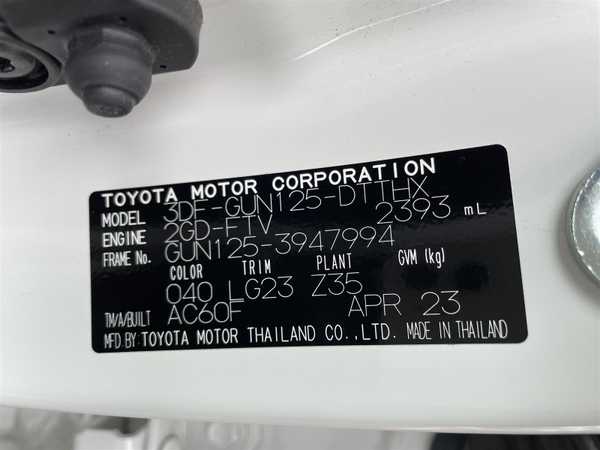 TOYOTA MOTOR CORPORATION
MODEL 3DF-GUN125-DTTHX
ENGINE 2GD-FTV 2393 mL
FRAME No. GUN125-3947994
COLOR TRIM PLANT GVM (kg)
040 LG23 Z35
TM/A/BUILT AC60F APR 23
MFD.BY:TOYOTA MOTOR THAILAND CO.,LTD. MADE IN THAILAND